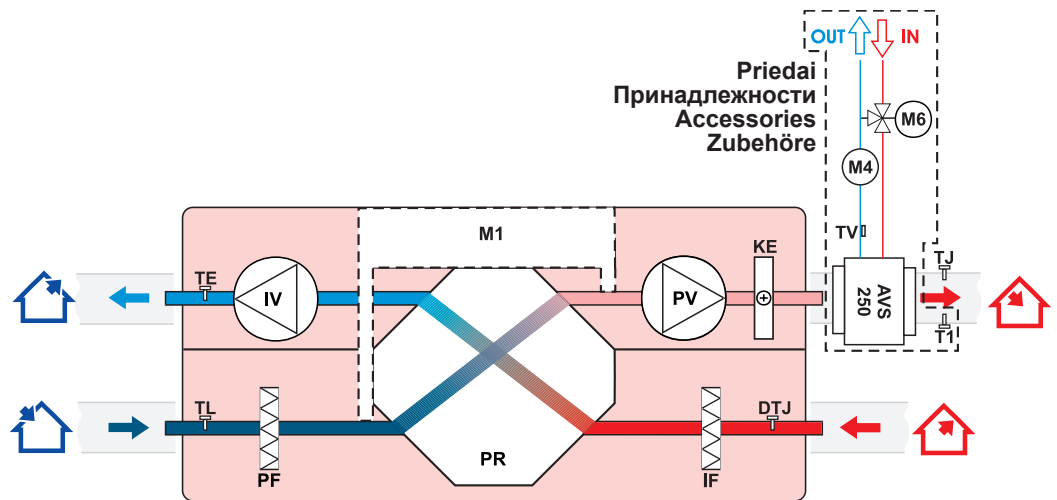 OUT IN
Priedai
Принадлежности
Accessories
Zubehöre
M6
M4
TV
M1
KE
TE
IV
PV
AVS
250
TJ
T1
TL
DTJ
PF
PR
IF